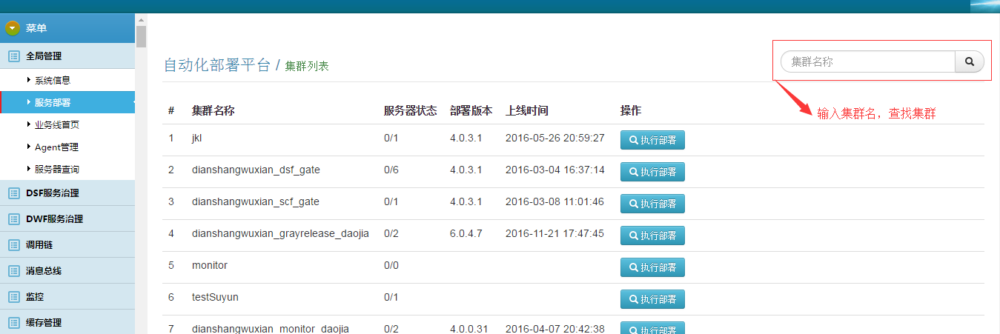 菜单
全局管理
系统信息
服务部署
业务线首页
Agent管理
服务器查询
DSF服务治理
DWF服务治理
调用链
消息总线
监控
缓存管理
自动化部署平台 / 集群列表
集群名称
输入集群名，查找集群
# 集群名称 服务器状态 部署版本 上线时间 操作
1 jkl 0/1 4.0.3.1 2016-05-26 20:59:27 执行部署
2 dianshangwuxian_dsf_gate 0/6 4.0.3.1 2016-03-04 16:37:14 执行部署
3 dianshangwuxian_scf_gate 0/1 4.0.3.1 2016-03-08 11:01:46 执行部署
4 dianshangwuxian_grayrelease_daojia 0/2 6.0.4.7 2016-11-21 17:47:45 执行部署
5 monitor 0/0 执行部署
6 testSuyun 0/1 执行部署
7 dianshangwuxian_monitor_daojia 0/2 4.0.0.31 2016-04-07 20:42:38 执行部署